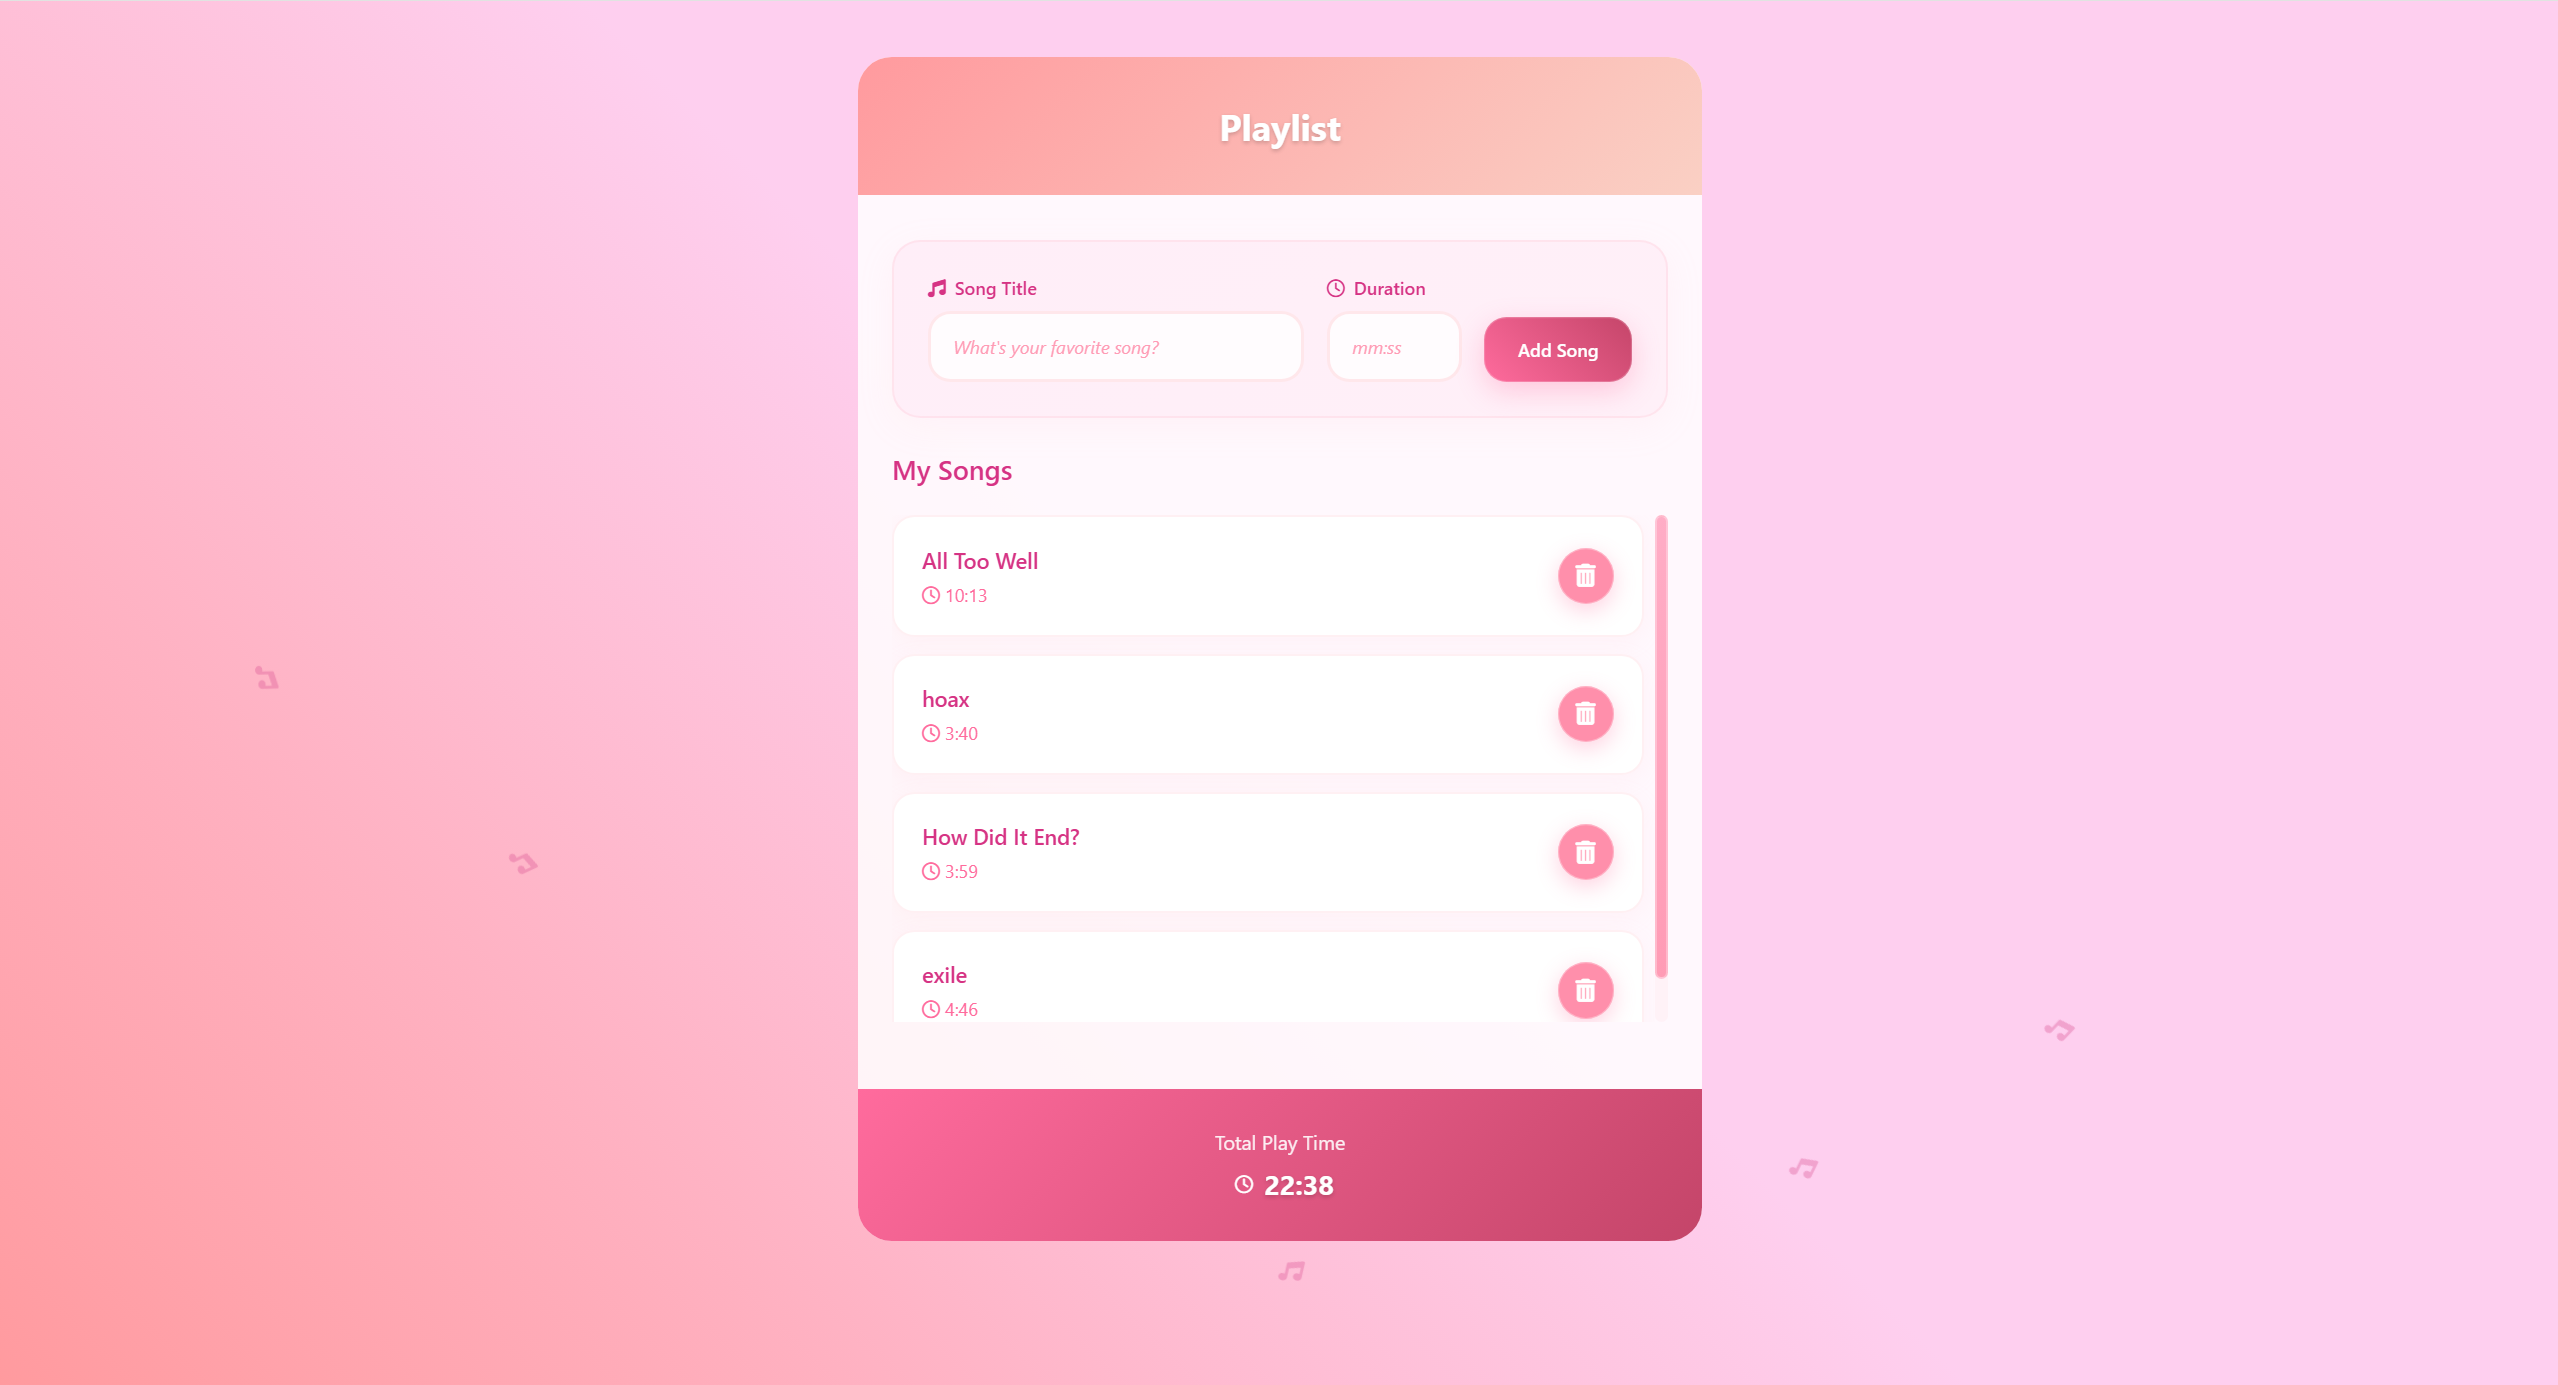 Playlist
Song Title
Duration
What's your favorite song?
mm:ss
Add Song
My Songs
All Too Well
10:13
hoax
3:40
How Did It End?
3:59
exile
4:46
Total Play Time
22:38